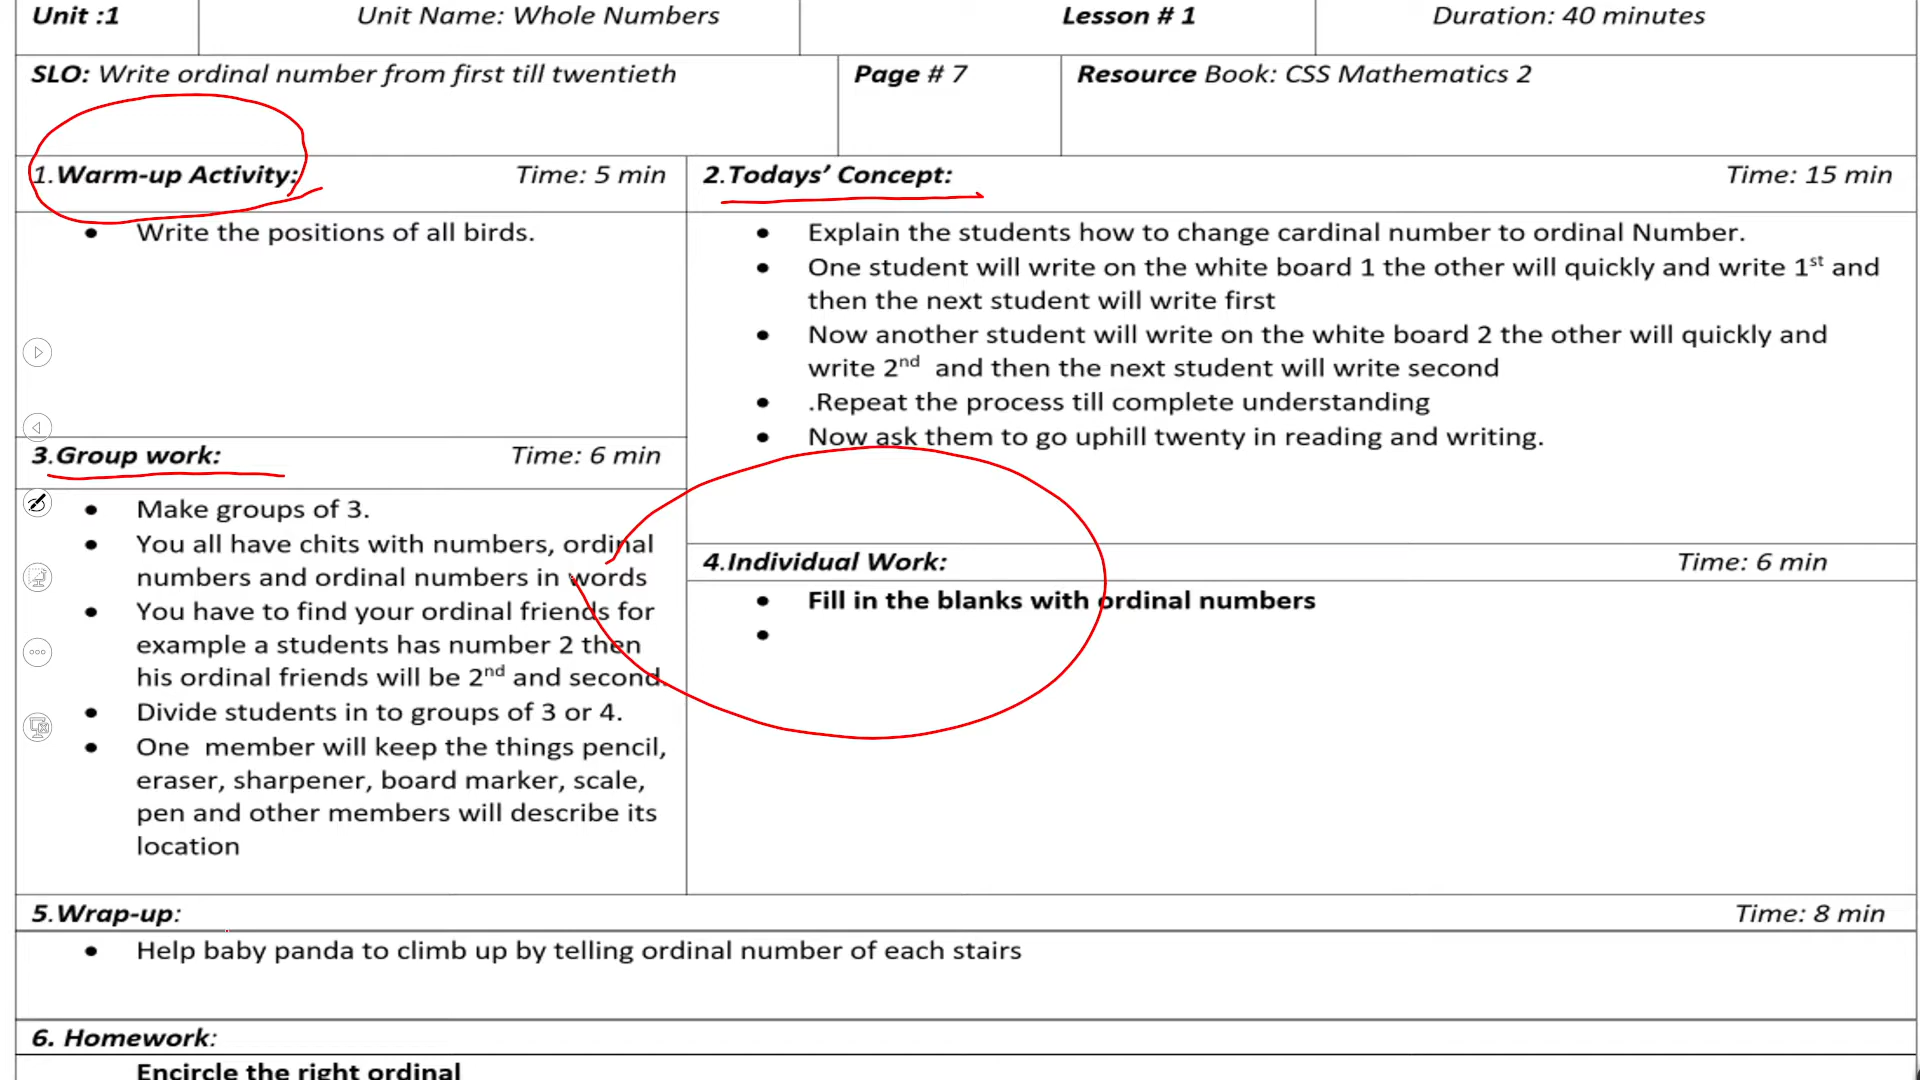 Unit :1 Unit Name: Whole Numbers Lesson # 1 Duration: 40 minutes
SLO: Write ordinal number from first till twentieth Page # 7 Resource Book: CSS Mathematics 2
1.Warm-up Activity: Time: 5 min
• Write the positions of all birds.
2.Todays’ Concept: Time: 15 min
• Explain the students how to change cardinal number to ordinal Number.
• One student will write on the white board 1 the other will quickly and write 1st and
then the next student will write first
• Now another student will write on the white board 2 the other will quickly and
write 2nd and then the next student will write second
• .Repeat the process till complete understanding
• Now ask them to go uphill twenty in reading and writing.
3.Group work: Time: 6 min
• Make groups of 3.
• You all have chits with numbers, ordinal
numbers and ordinal numbers in words
• You have to find your ordinal friends for
example a students has number 2 then
his ordinal friends will be 2nd and second.
• Divide students in to groups of 3 or 4.
• One member will keep the things pencil,
eraser, sharpener, board marker, scale,
pen and other members will describe its
location
4.Individual Work: Time: 6 min
• Fill in the blanks with ordinal numbers
•
5.Wrap-up: Time: 8 min
• Help baby panda to climb up by telling ordinal number of each stairs
6. Homework:
Encircle the right ordinal